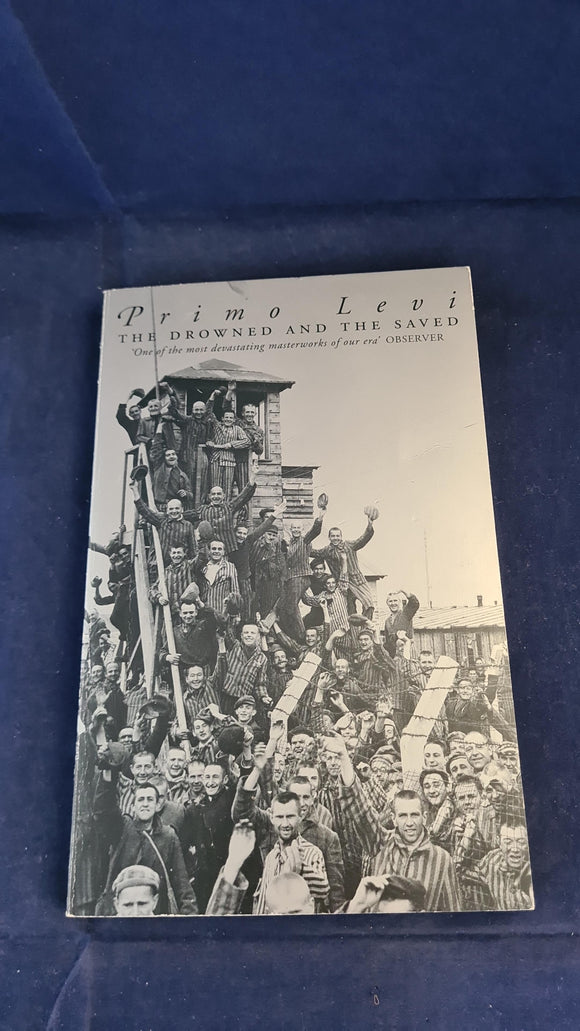 Primo Levi
THE DROWNED AND THE SAVED
'One of the most devastating masterworks of our era' OBSERVER